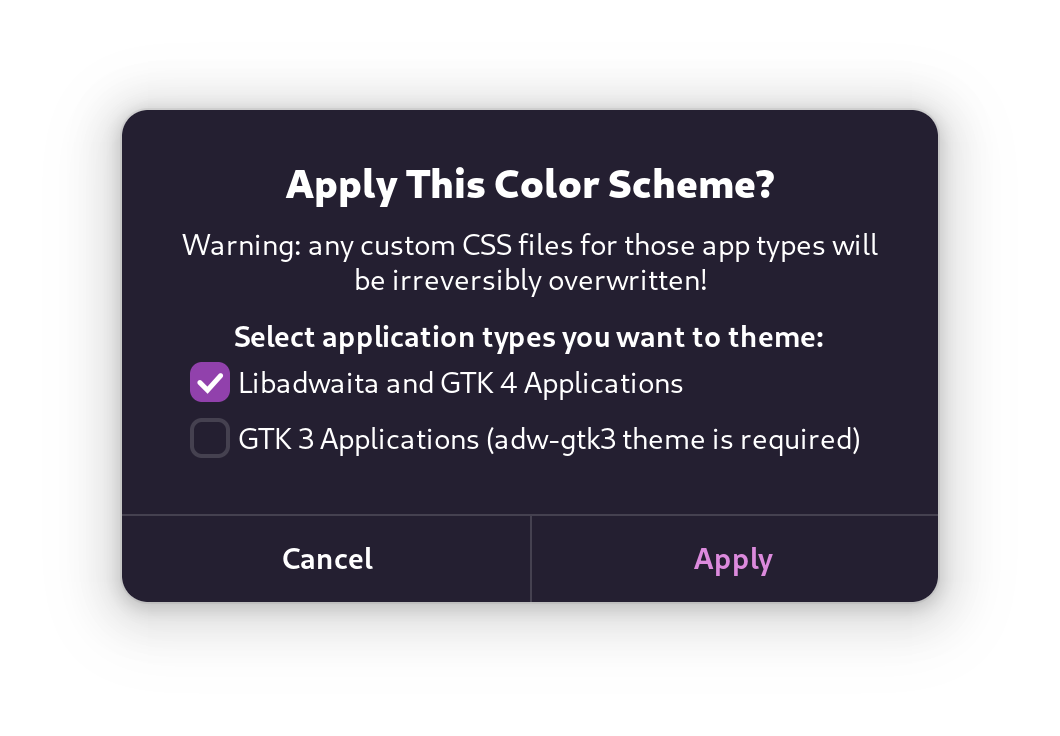 Apply This Color Scheme?
Warning: any custom CSS files for those app types will
be irreversibly overwritten!
Select application types you want to theme:
Libadwaita and GTK 4 Applications
GTK 3 Applications (adw-gtk3 theme is required)
Cancel
Apply